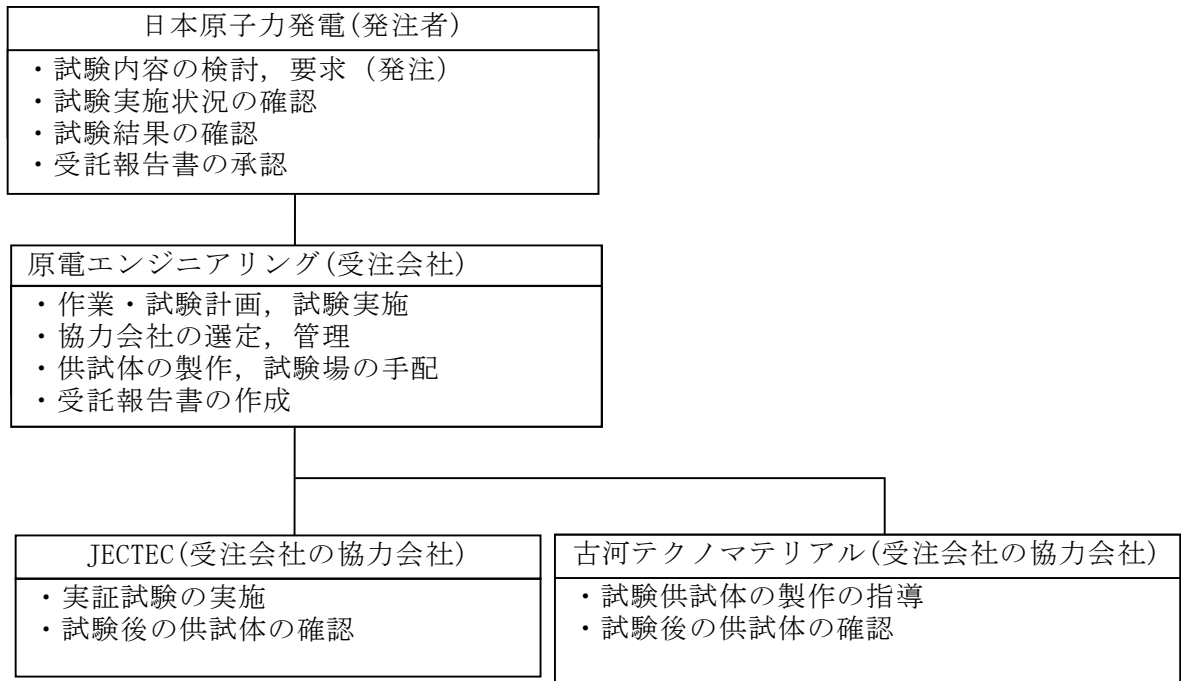 日本原子力発電(発注者)
・試験内容の検討，要求（発注）
・試験実施状況の確認
・試験結果の確認
・受託報告書の承認
原電エンジニアリング(受注会社)
・作業・試験計画，試験実施
・協力会社の選定，管理
・供試体の製作，試験場の手配
・受託報告書の作成
JECTEC(受注会社の協力会社)
・実証試験の実施
・試験後の供試体の確認
古河テクノマテリアル(受注会社の協力会社)
・試験供試体の製作の指導
・試験後の供試体の確認